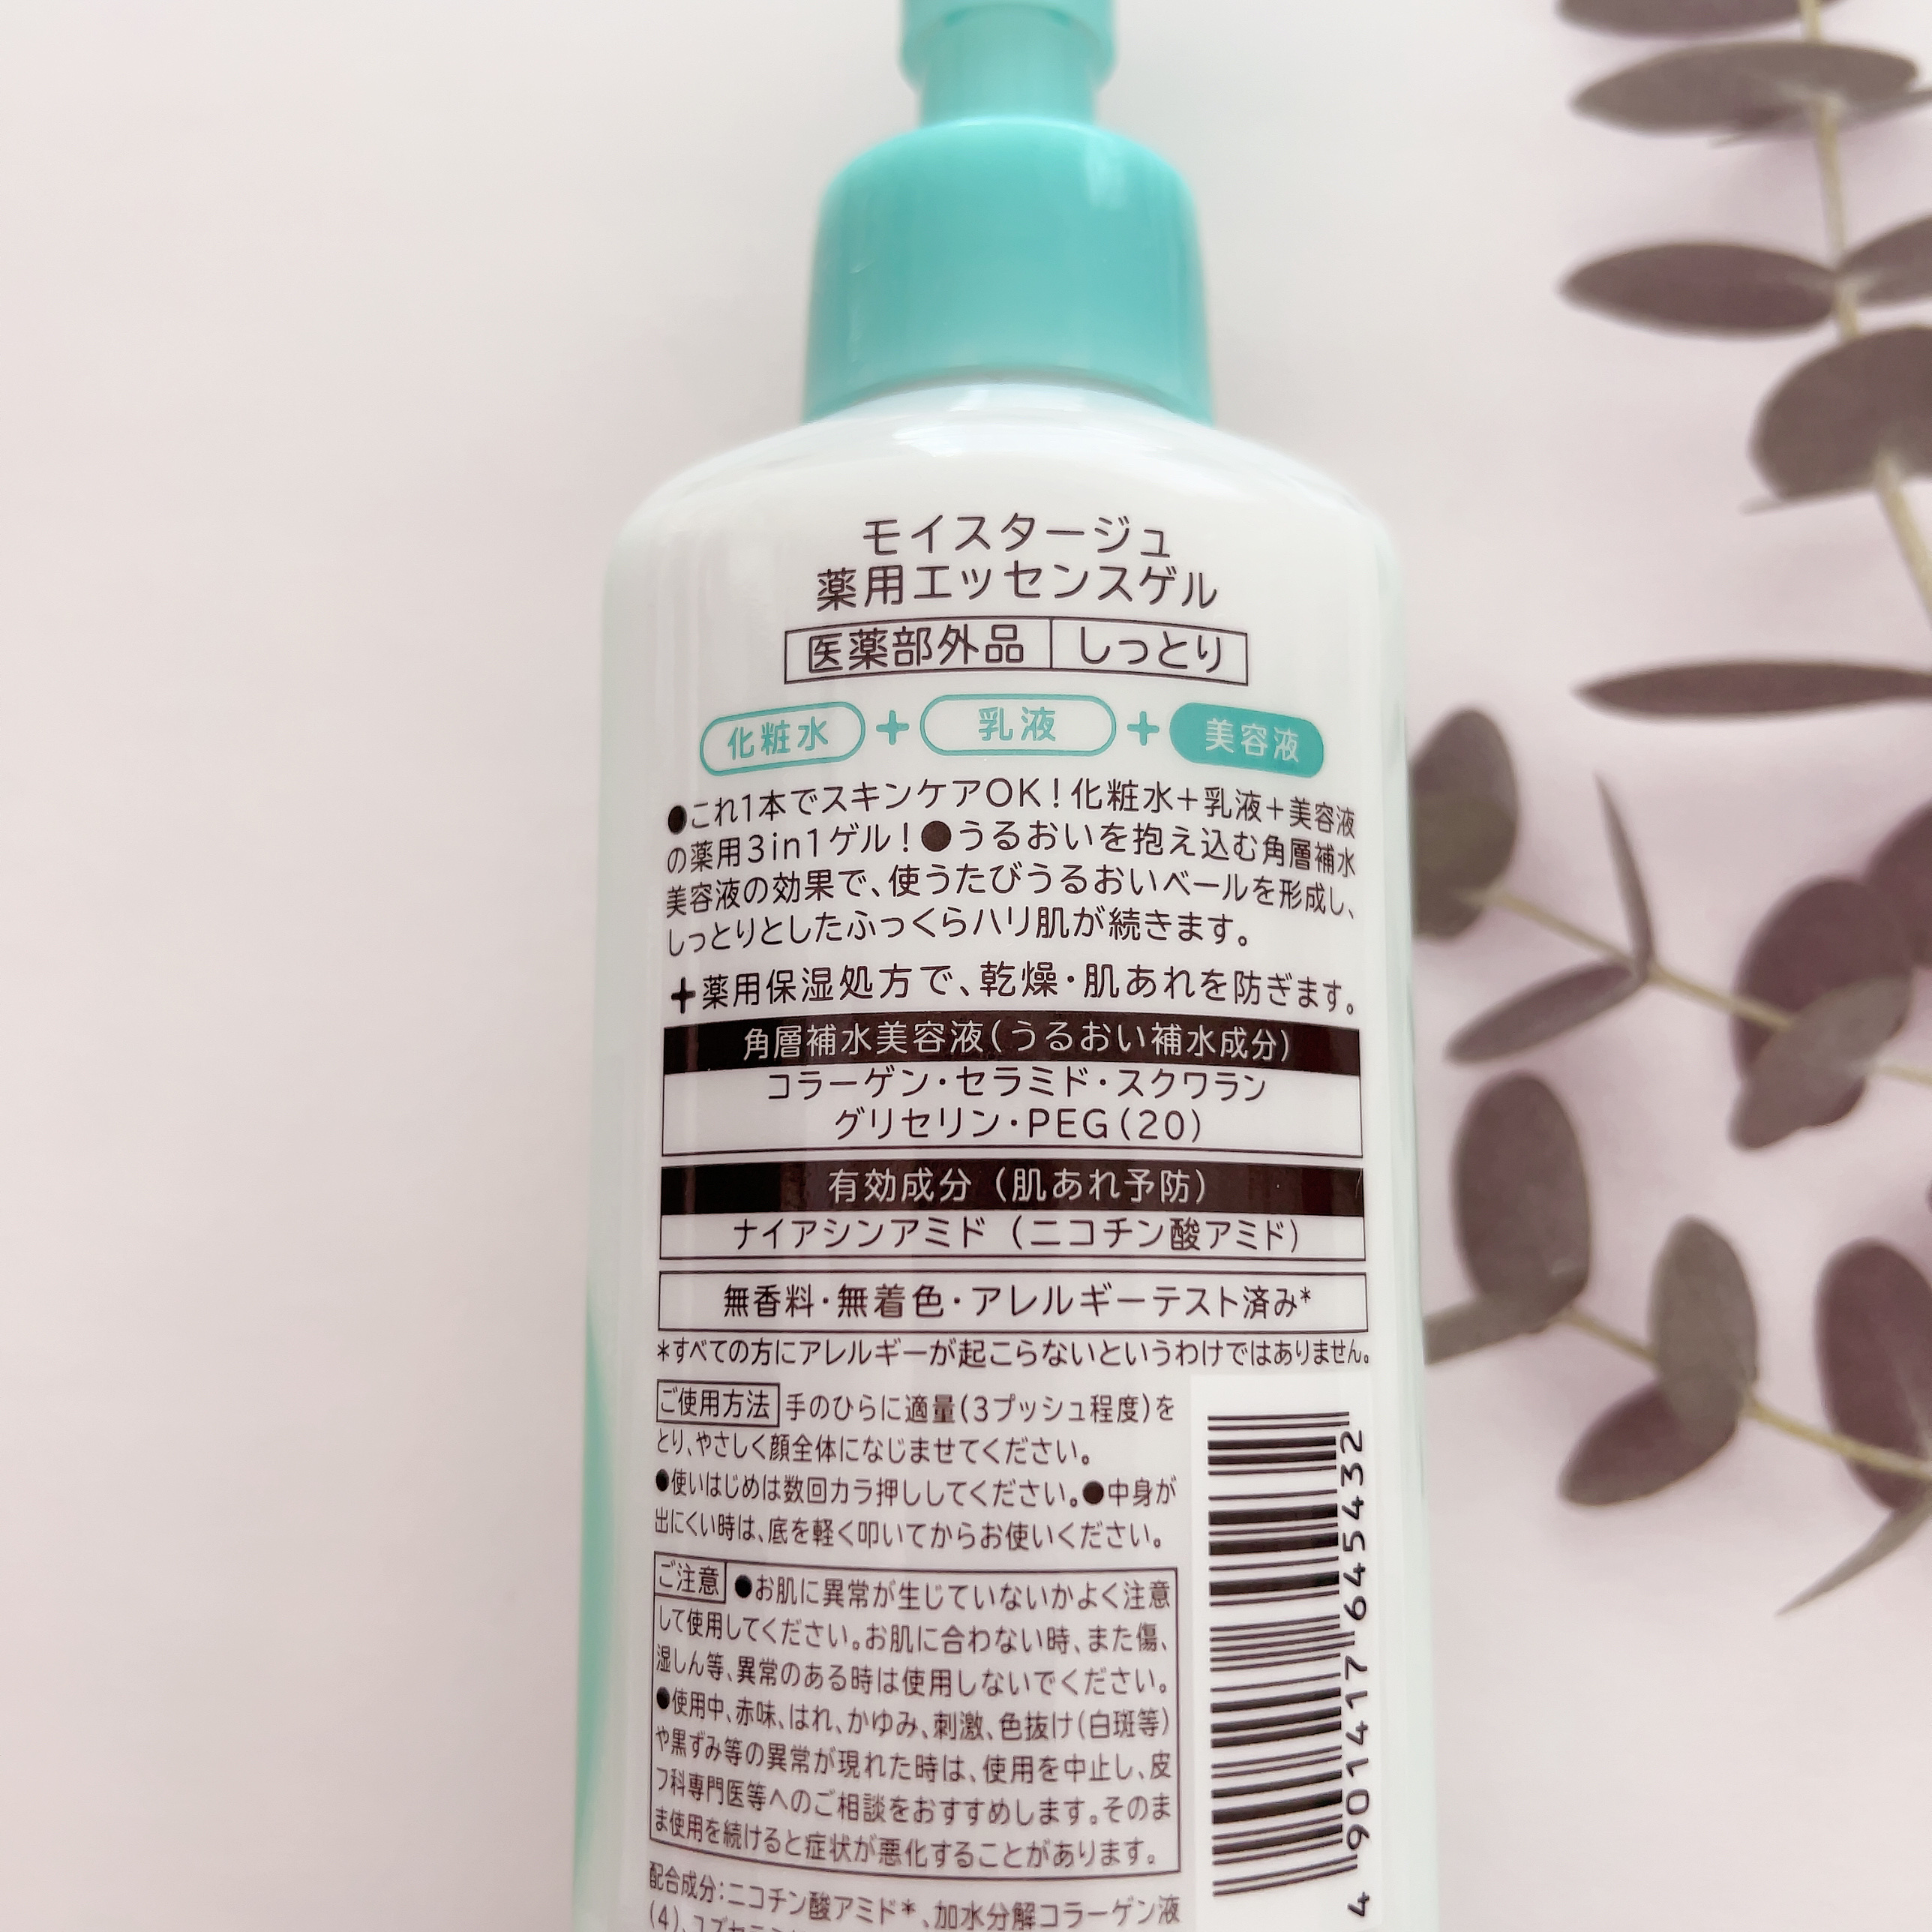 モイスタージュ
薬用エッセンスゲル
医薬部外品 しっとり
化粧水 + 乳液 + 美容液
●これ1本でスキンケアOK!化粧水+乳液+美容液
の薬用3in1ゲル!●うるおいを抱え込む角層補水
美容液の効果で、使うたびうるおいベールを形成し、
しっとりとしたふっくらハリ肌が続きます。
+薬用保湿処方で、乾燥・肌あれを防ぎます。
角層補水美容液(うるおい補水成分)
コラーゲン・セラミド・スクワラン
グリセリン・PEG(20)
有効成分(肌あれ予防)
ナイアシンアミド(ニコチン酸アミド)
無香料・無着色・アレルギーテスト済み*
*すべての方にアレルギーが起こらないというわけではありません。
ご使用方法 手のひらに適量(3プッシュ程度)を
とり、やさしく顔全体になじませてください。
●使いはじめは数回カラ押ししてください。●中身が
出にくい時は、底を軽く叩いてからお使いください。
ご注意 ●お肌に異常が生じていないかよく注意
して使用してください。お肌に合わない時、また傷、
湿しん等、異常のある時は使用しないでください。
●使用中、赤味、はれ、かゆみ、刺激、色抜け(白斑等)
や黒ずみ等の異常が現れた時は、使用を中止し、皮
フ科専門医等へのご相談をおすすめします。そのま
ま使用を続けると症状が悪化することがあります。
配合成分:ニコチン酸アミド*、加水分解コラーゲン液
(4)、
4 901417 645432